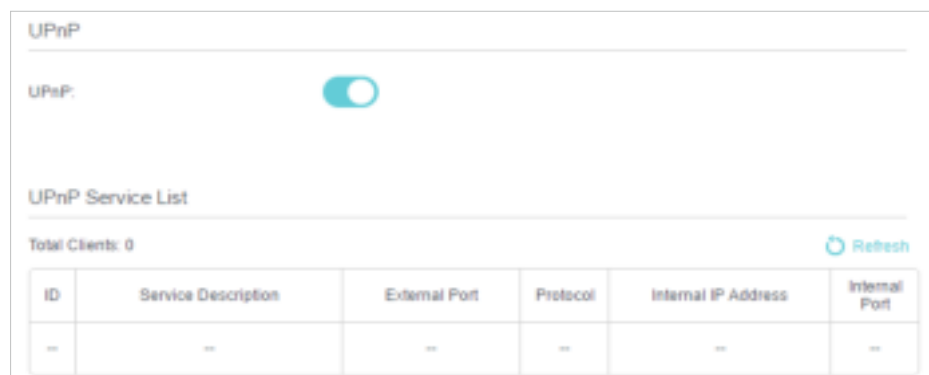 UPnP
UPnP:
UPnP Service List
Total Clients: 0
Refresh
ID Service Description External Port Protocol Internal IP Address Internal Port
-- -- -- -- -- --